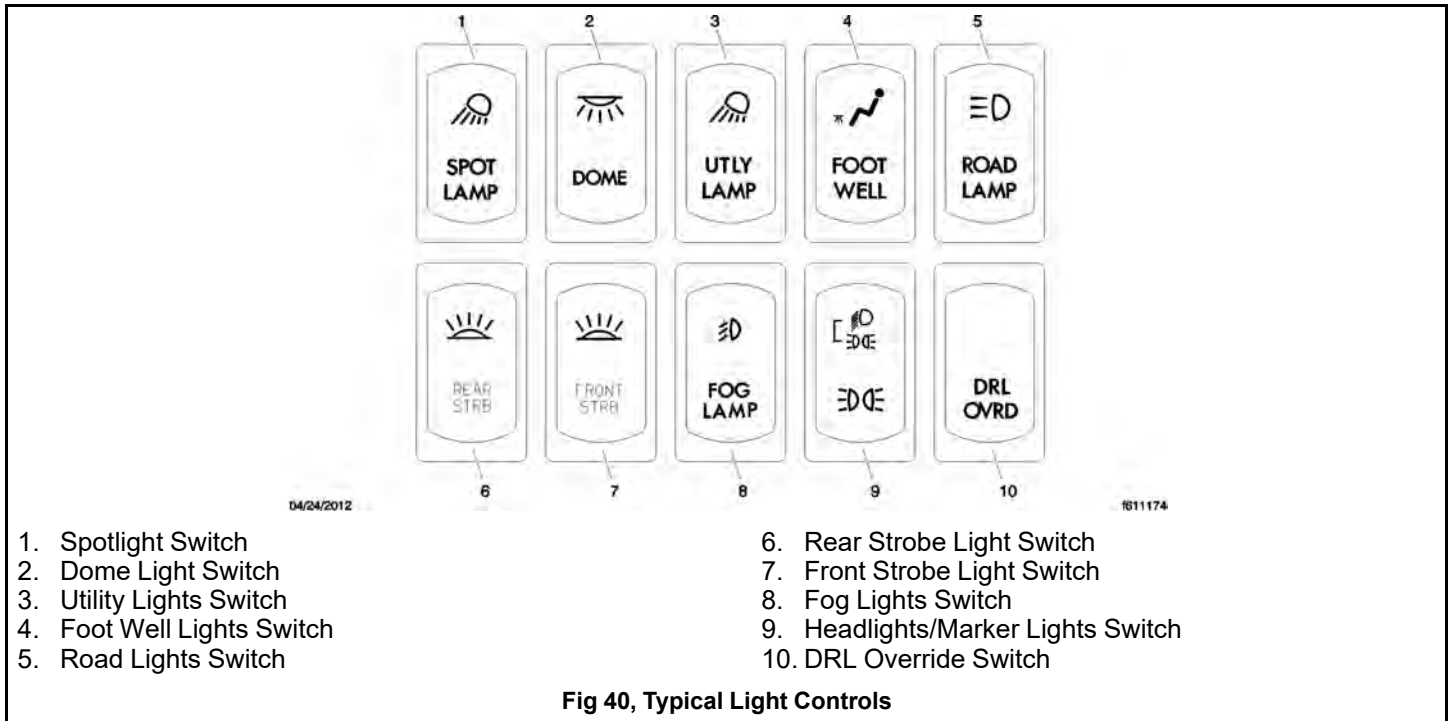 1 2 3 4 5
SPOT LAMP
DOME
UTLY LAMP
FOOT WELL
ROAD LAMP
REAR STRB
FRONT STRB
FOG LAMP
DRL OVRD
6 7 8 9 10
04/24/2012
f611174
1. Spotlight Switch
2. Dome Light Switch
3. Utility Lights Switch
4. Foot Well Lights Switch
5. Road Lights Switch
6. Rear Strobe Light Switch
7. Front Strobe Light Switch
8. Fog Lights Switch
9. Headlights/Marker Lights Switch
10. DRL Override Switch
Fig 40, Typical Light Controls